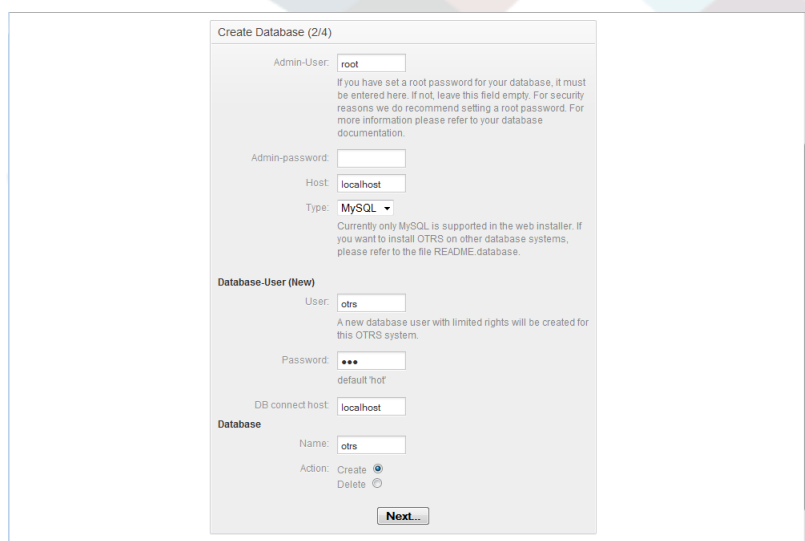 Create Database (2/4)
Admin-User: root
If you have set a root password for your database, it must
be entered here. If not, leave this field empty. For security
reasons we do recommend setting a root password. For
more information please refer to your database
documentation.
Admin-password:
Host: localhost
Type: MySQL
Currently only MySQL is supported in the web installer. If
you want to install OTRS on other database systems,
please refer to the file README.database.
Database-User (New)
User: otrs
A new database user with limited rights will be created for
this OTRS system.
Password: •••
default 'hot'
DB connect host: localhost
Database
Name: otrs
Action: Create
Delete
Next...